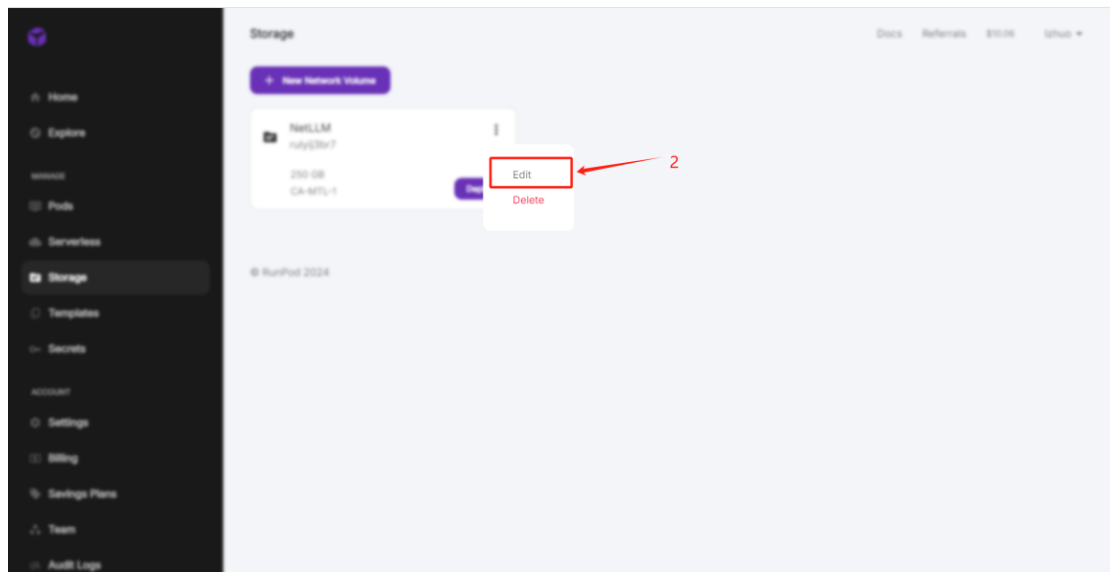 Storage
Docs Referrals $10.06
+ New Network Volume
Home
Explore
NetLLM
MANAGE
250 GB
CA-MTL-1
Edit
2
Delete
Pods
Serverless
Storage
© RunPod 2024
Templates
Secrets
ACCOUNT
Settings
Billing
Savings Plans
Team
Audit Logs